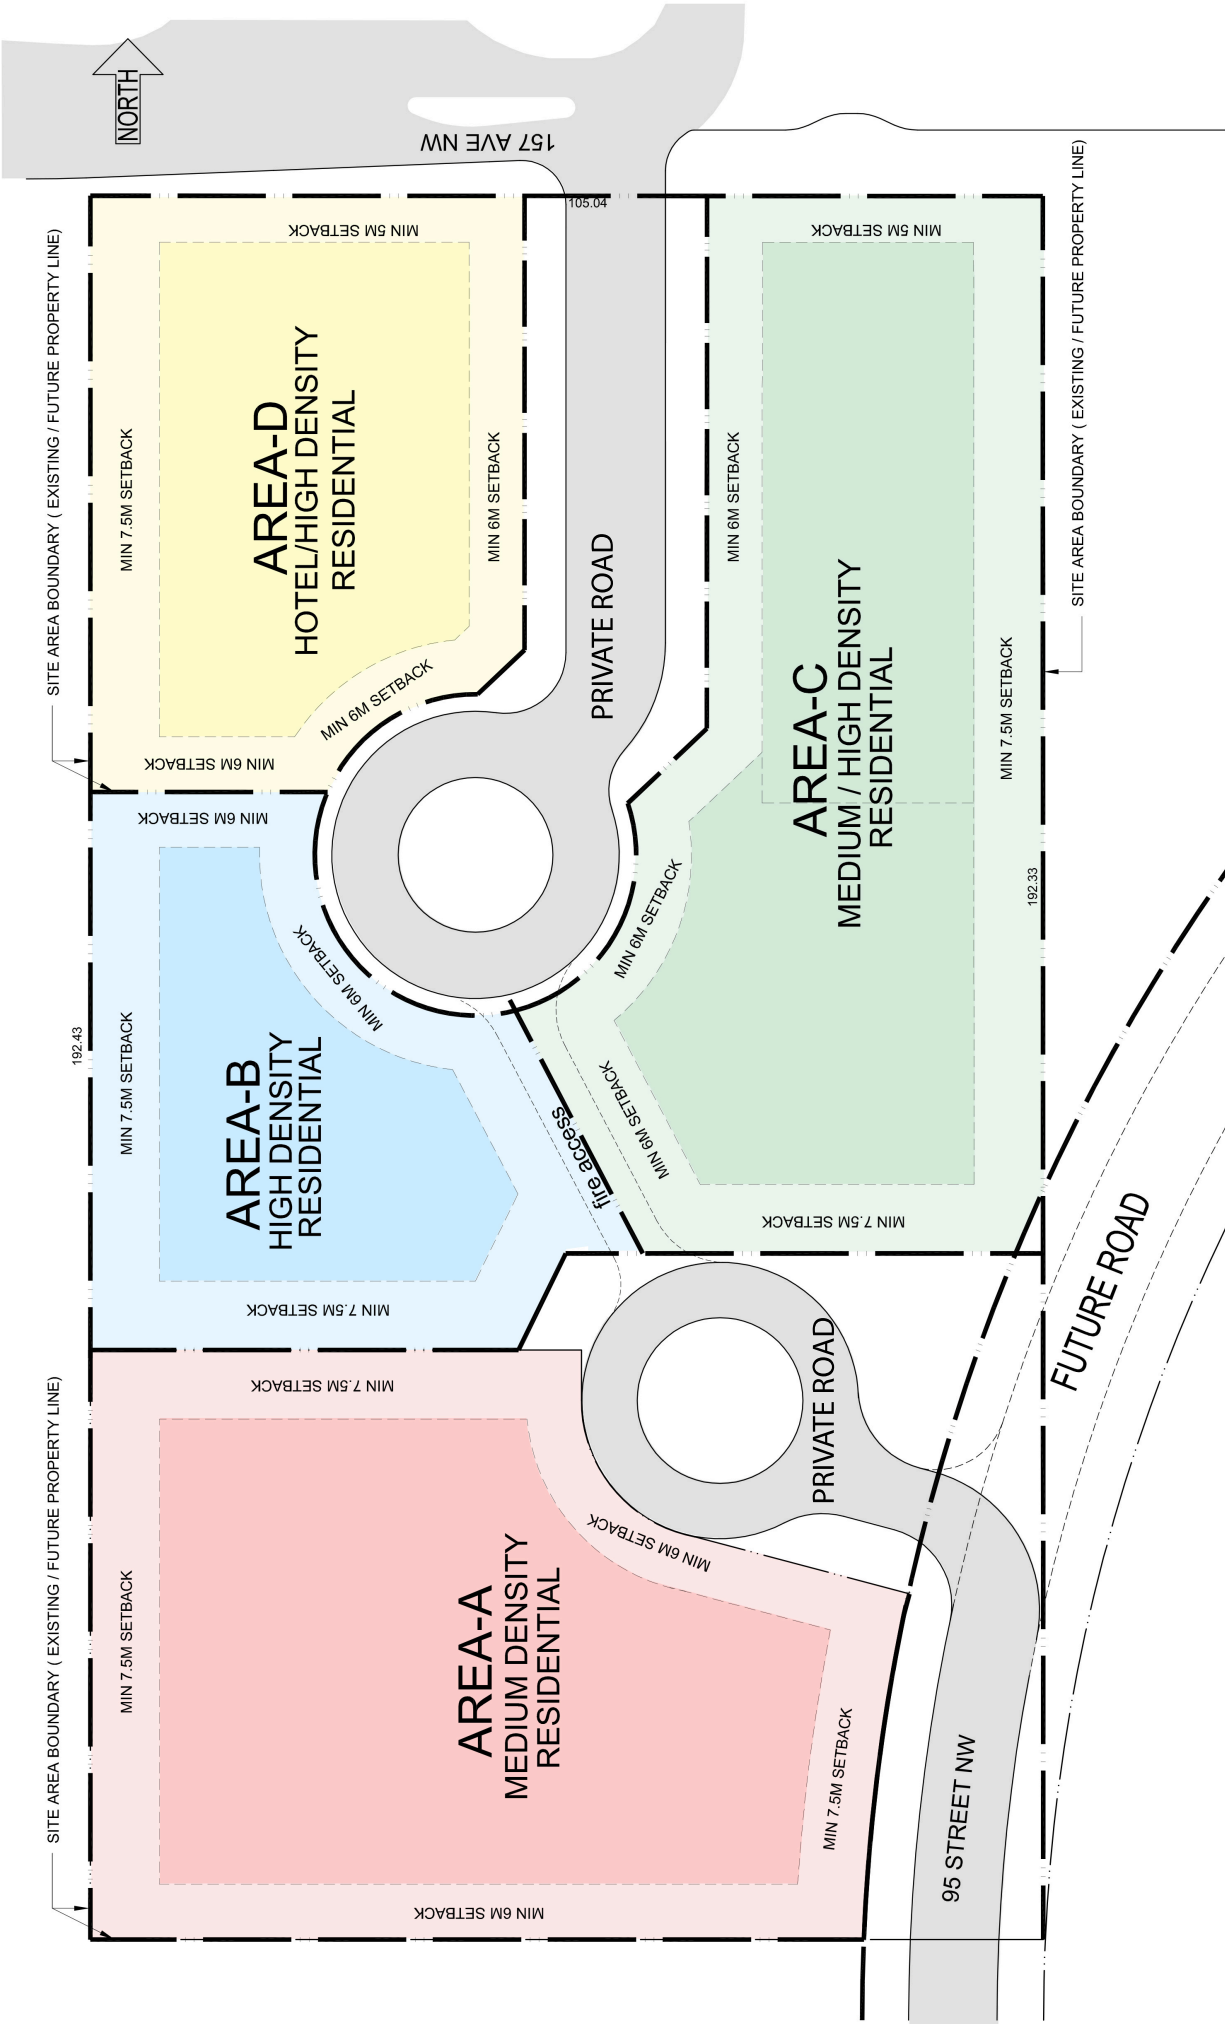 NORTH
157 AVE NW
105.04
SITE AREA BOUNDARY ( EXISTING / FUTURE PROPERTY LINE)
MIN 5M SETBACK
MIN 7.5M SETBACK
AREA-D
HOTEL/HIGH DENSITY
RESIDENTIAL
MIN 6M SETBACK
MIN 6M SETBACK
MIN 6M SETBACK
PRIVATE ROAD
MIN 5M SETBACK
MIN 6M SETBACK
AREA-C
MEDIUM / HIGH DENSITY
RESIDENTIAL
MIN 7.5M SETBACK
SITE AREA BOUNDARY ( EXISTING / FUTURE PROPERTY LINE)
192.33
MIN 6M SETBACK
MIN 6M SETBACK
MIN 7.5M SETBACK
MIN 6M SETBACK
192.43
MIN 7.5M SETBACK
AREA-B
HIGH DENSITY
RESIDENTIAL
MIN 6M SETBACK
fire access
MIN 7.5M SETBACK
FUTURE ROAD
PRIVATE ROAD
SITE AREA BOUNDARY ( EXISTING / FUTURE PROPERTY LINE)
MIN 7.5M SETBACK
MIN 7.5M SETBACK
AREA-A
MEDIUM DENSITY
RESIDENTIAL
MIN 6M SETBACK
MIN 7.5M SETBACK
MIN 6M SETBACK
95 STREET NW